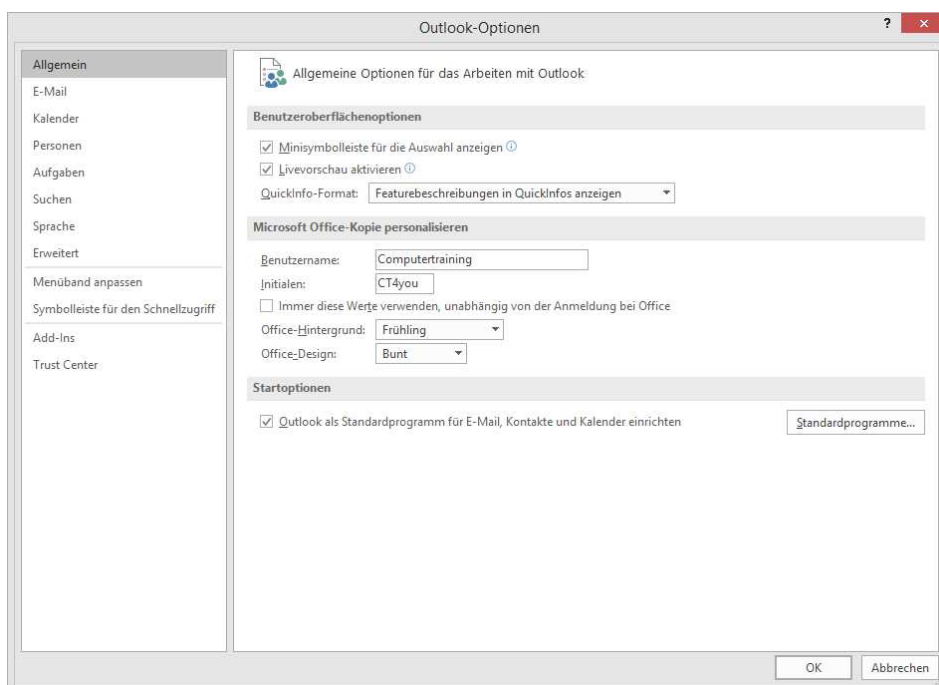 Outlook-Optionen
?
Allgemein
E-Mail
Kalender
Personen
Aufgaben
Suchen
Sprache
Erweitert
Menüband anpassen
Symbolleiste für den Schnellzugriff
Add-Ins
Trust Center
Allgemeine Optionen für das Arbeiten mit Outlook
Benutzeroberflächenoptionen
Minisymbolleiste für die Auswahl anzeigen
Livevorschau aktivieren
QuickInfo-Format: Featurebeschreibungen in QuickInfos anzeigen
Microsoft Office-Kopie personalisieren
Benutzername: Computertraining
Initialen: CT4you
Immer diese Werte verwenden, unabhängig von der Anmeldung bei Office
Office-Hintergrund: Frühling
Office-Design: Bunt
Startoptionen
Outlook als Standardprogramm für E-Mail, Kontakte und Kalender einrichten Standardprogramme...
OK Abbrechen